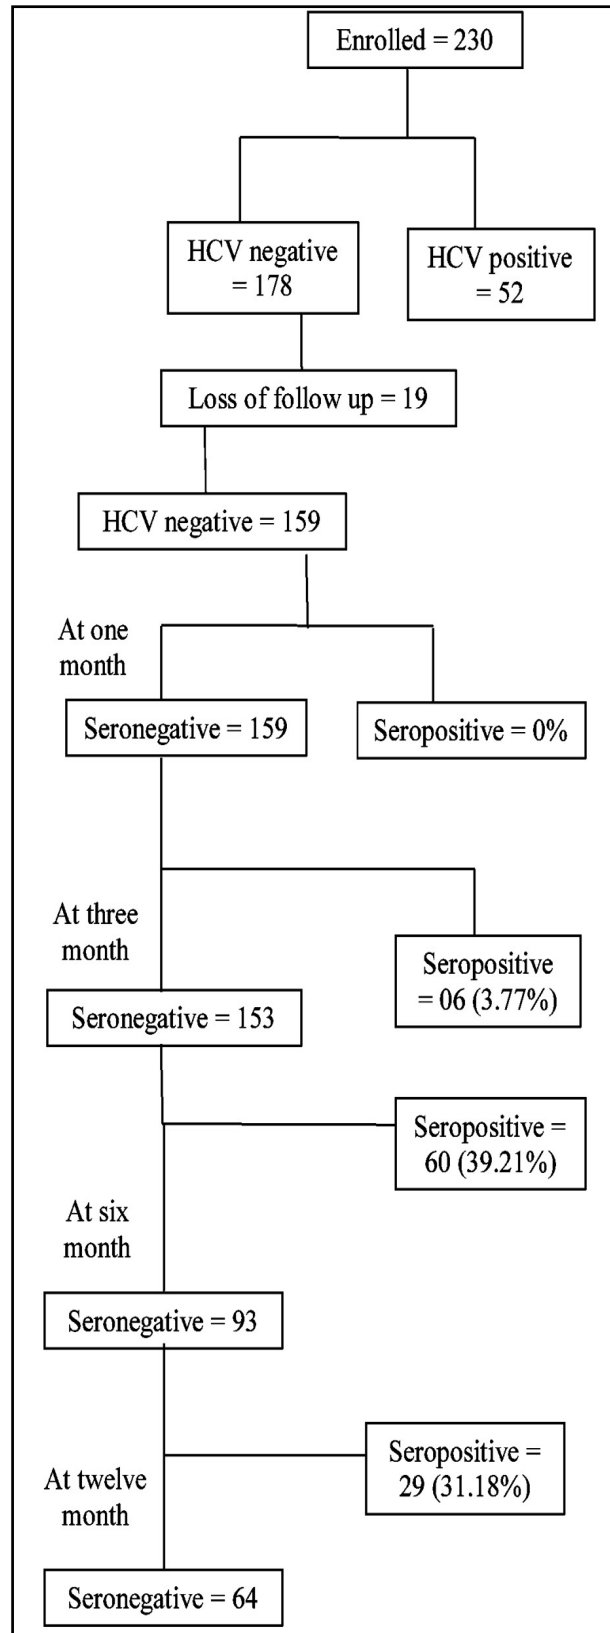 Enrolled = 230
HCV negative
= 178
HCV positive
= 52
Loss of follow up = 19
HCV negative = 159
At one
month
Seronegative = 159
Seropositive = 0%
At three
month
Seropositive
= 06 (3.77%)
Seronegative = 153
Seropositive =
60 (39.21%)
At six
month
Seronegative = 93
Seropositive =
29 (31.18%)
At twelve
month
Seronegative = 64